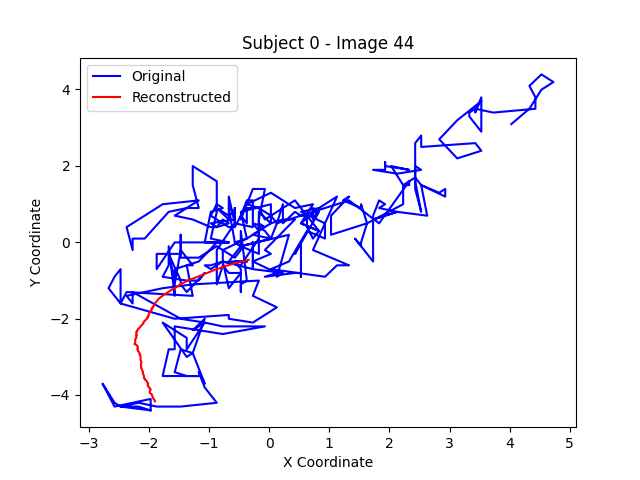 Subject 0 - Image 44
Original
Reconstructed
Y Coordinate
4
2
0
−2
−4
−3 −2 −1 0 1 2 3 4 5
X Coordinate